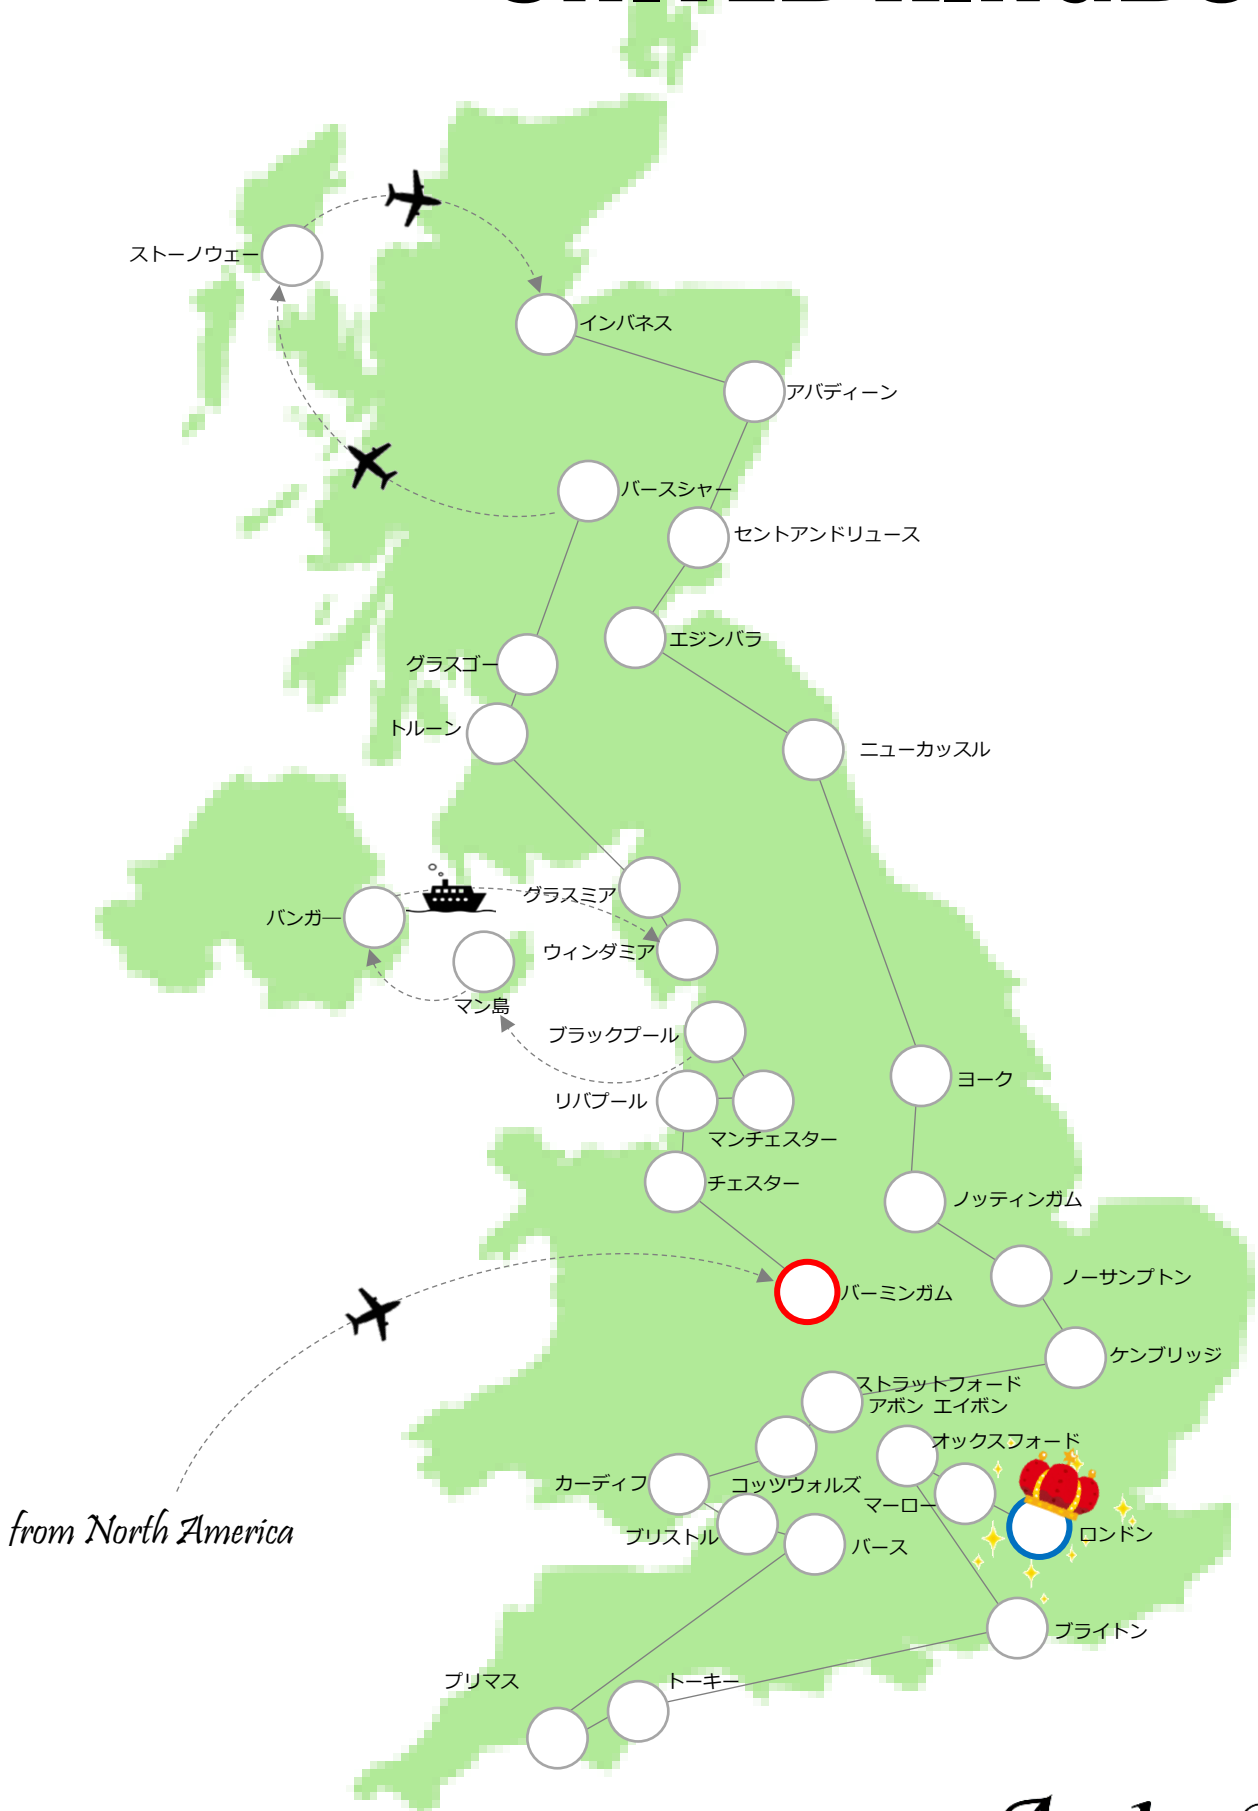 ストーノウェー
インバネス
アバディーン
バースシャー
セントアンドリュース
エジンバラ
グラスゴー
トルーン
ニューカッスル
グラスミア
バンガー
ウィンダミア
マン島
ブラックプール
ヨーク
リバプール
マンチェスター
チェスター
ノッティンガム
ノーサンプトン
バーミンガム
ケンブリッジ
ストラットフォード
アボン エイボン
オックスフォード
カーディフ
コッツウォルズ
マーロー
from North America
ブリストル
バース
ロンドン
ブライトン
プリマス
トーキー